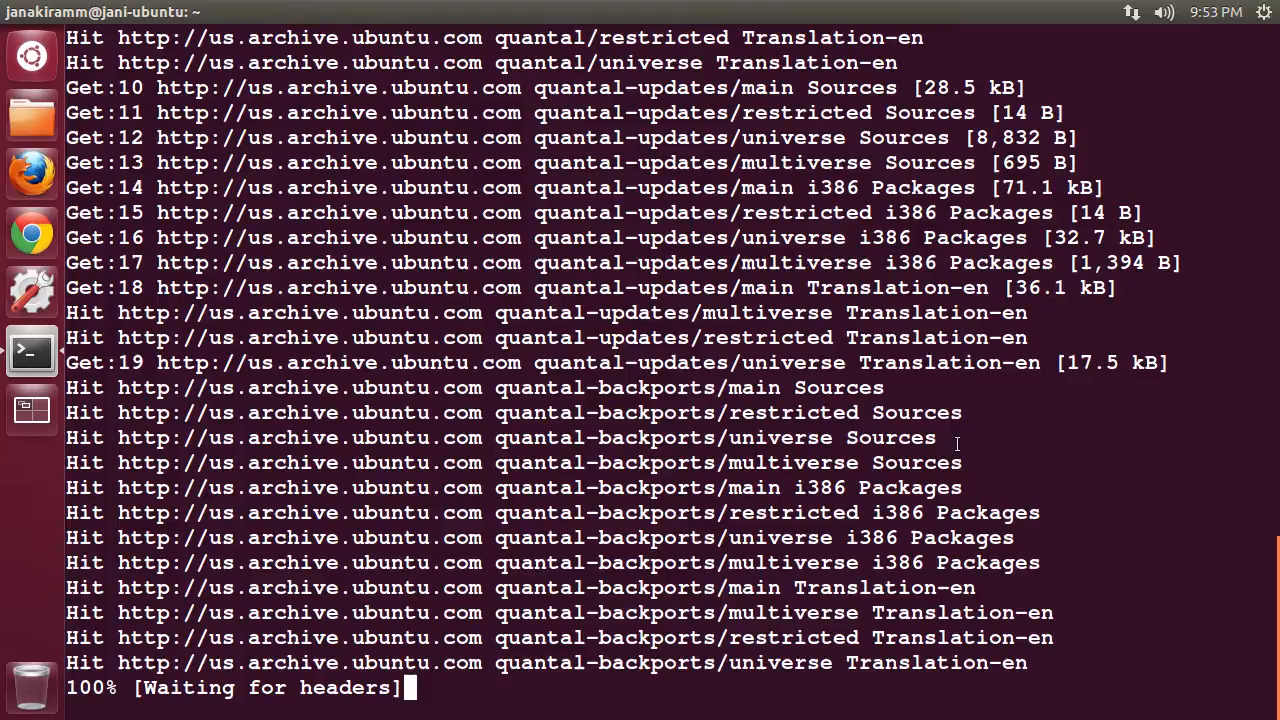 janakiramm@jani-ubuntu: ~
9:53 PM
Hit http://us.archive.ubuntu.com quantal/restricted Translation-en
Hit http://us.archive.ubuntu.com quantal/universe Translation-en
Get:10 http://us.archive.ubuntu.com quantal-updates/main Sources [28.5 kB]
Get:11 http://us.archive.ubuntu.com quantal-updates/restricted Sources [14 B]
Get:12 http://us.archive.ubuntu.com quantal-updates/universe Sources [8,832 B]
Get:13 http://us.archive.ubuntu.com quantal-updates/multiverse Sources [695 B]
Get:14 http://us.archive.ubuntu.com quantal-updates/main i386 Packages [71.1 kB]
Get:15 http://us.archive.ubuntu.com quantal-updates/restricted i386 Packages [14 B]
Get:16 http://us.archive.ubuntu.com quantal-updates/universe i386 Packages [32.7 kB]
Get:17 http://us.archive.ubuntu.com quantal-updates/multiverse i386 Packages [1,394 B]
Get:18 http://us.archive.ubuntu.com quantal-updates/main Translation-en [36.1 kB]
Hit http://us.archive.ubuntu.com quantal-updates/multiverse Translation-en
Hit http://us.archive.ubuntu.com quantal-updates/restricted Translation-en
Get:19 http://us.archive.ubuntu.com quantal-updates/universe Translation-en [17.5 kB]
Hit http://us.archive.ubuntu.com quantal-backports/main Sources
Hit http://us.archive.ubuntu.com quantal-backports/restricted Sources
Hit http://us.archive.ubuntu.com quantal-backports/universe Sources
Hit http://us.archive.ubuntu.com quantal-backports/multiverse Sources
Hit http://us.archive.ubuntu.com quantal-backports/main i386 Packages
Hit http://us.archive.ubuntu.com quantal-backports/restricted i386 Packages
Hit http://us.archive.ubuntu.com quantal-backports/universe i386 Packages
Hit http://us.archive.ubuntu.com quantal-backports/multiverse i386 Packages
Hit http://us.archive.ubuntu.com quantal-backports/main Translation-en
Hit http://us.archive.ubuntu.com quantal-backports/multiverse Translation-en
Hit http://us.archive.ubuntu.com quantal-backports/restricted Translation-en
Hit http://us.archive.ubuntu.com quantal-backports/universe Translation-en
100% [Waiting for headers]